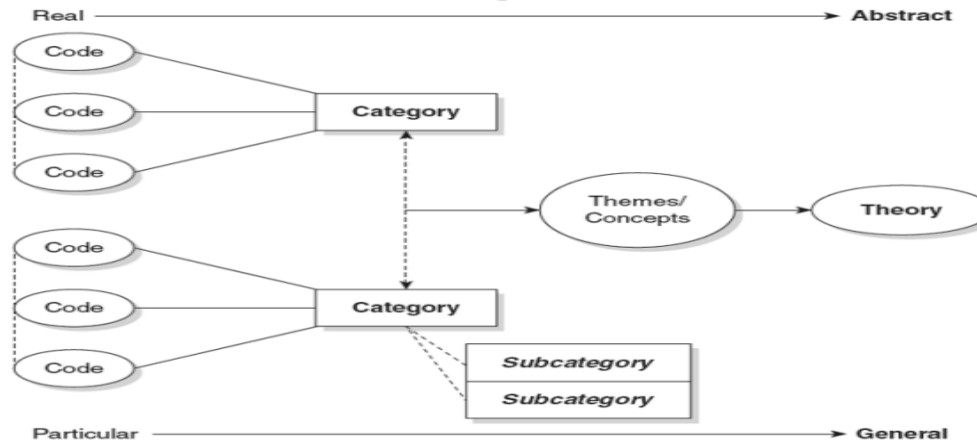 Real Abstract
Code
Code
Category
Code
Themes/
Concepts
Theory
Code
Code
Category
Code
Subcategory
Subcategory
Particular General